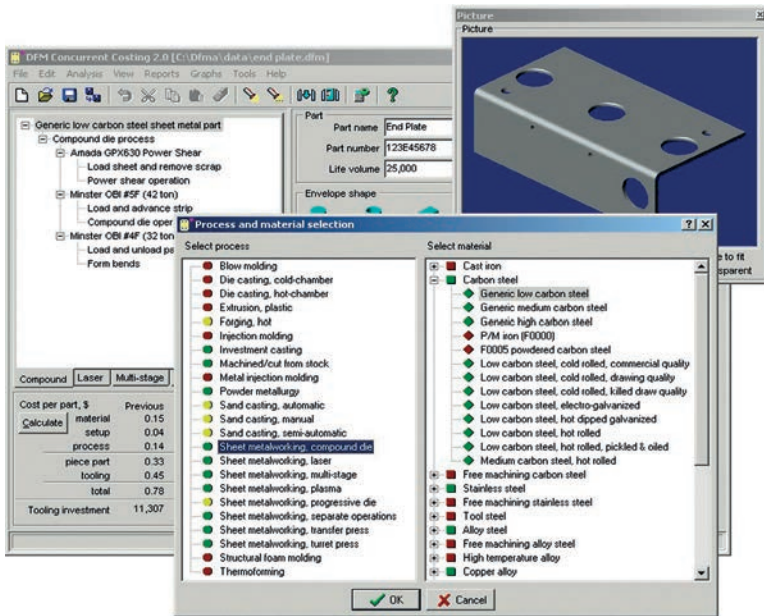 Picture
Picture
DFM Concurrent Costing 2.0 [C:\Dfma\data\end plate.dfm]
File Edit Analysis View Reports Graphs Tools Help
Generic low carbon steel sheet metal part
Compound die process
Amada GPX630 Power Shear
Load sheet and remove scrap
Power shear operation
Minster OBI #5F (42 ton)
Load and advance strip
Compound die oper
Minster OBI #4F (32 ton
Load and unload pa
Form bends
Part
Part name End Plate
Part number 123E45678
Life volume 25,000
Envelope shape
e to fit
sparent
Compound Laser Multi-stage
Cost per part, $ Previous
Calculate
material 0.15
setup 0.04
process 0.14
piece part 0.33
tooling 0.45
total 0.78
Tooling investment 11,307
Process and material selection
Select process
Blow molding
Die casting, cold-chamber
Die casting, hot-chamber
Extrusion, plastic
Forging, hot
Injection molding
Investment casting
Machined/cut from stock
Metal injection molding
Powder metallurgy
Sand casting, automatic
Sand casting, manual
Sand casting, semi-automatic
Sheet metalworking, compound die
Sheet metalworking, laser
Sheet metalworking, multi-stage
Sheet metalworking, plasma
Sheet metalworking, progressive die
Sheet metalworking, separate operations
Sheet metalworking, transfer press
Sheet metalworking, turret press
Structural foam molding
Thermoforming
Select material
Cast iron
Carbon steel
Generic low carbon steel
Generic medium carbon steel
Generic high carbon steel
P/M iron (F0000)
F0005 powdered carbon steel
Low carbon steel, cold rolled, commercial quality
Low carbon steel, cold rolled, drawing quality
Low carbon steel, cold rolled, killed draw quality
Low carbon steel, electro-galvanized
Low carbon steel, hot dipped galvanized
Low carbon steel, hot rolled
Low carbon steel, hot rolled, pickled & oiled
Medium carbon steel, hot rolled
Free machining carbon steel
Stainless steel
Free machining stainless steel
Tool steel
Alloy steel
Free machining alloy steel
High temperature alloy
Copper alloy
OK
Cancel